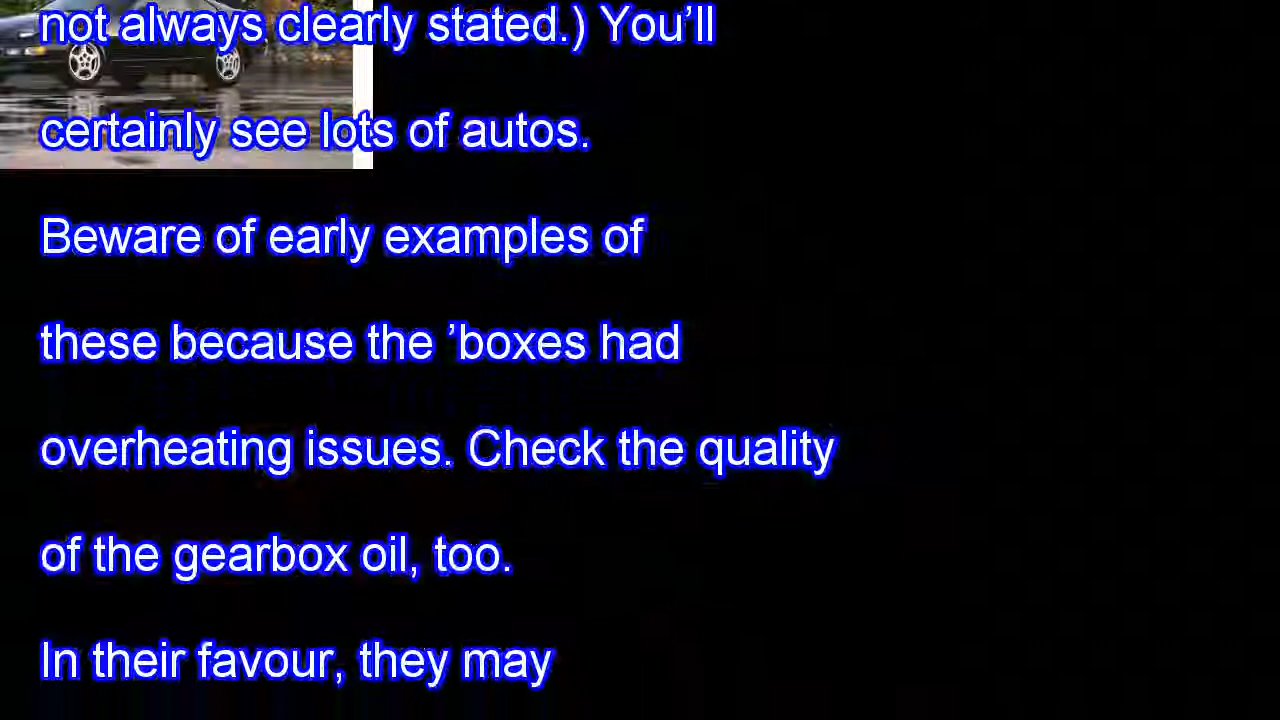 not always clearly stated.) You’ll
certainly see lots of autos.
Beware of early examples of
these because the ’boxes had
overheating issues. Check the quality
of the gearbox oil, too.
In their favour, they may